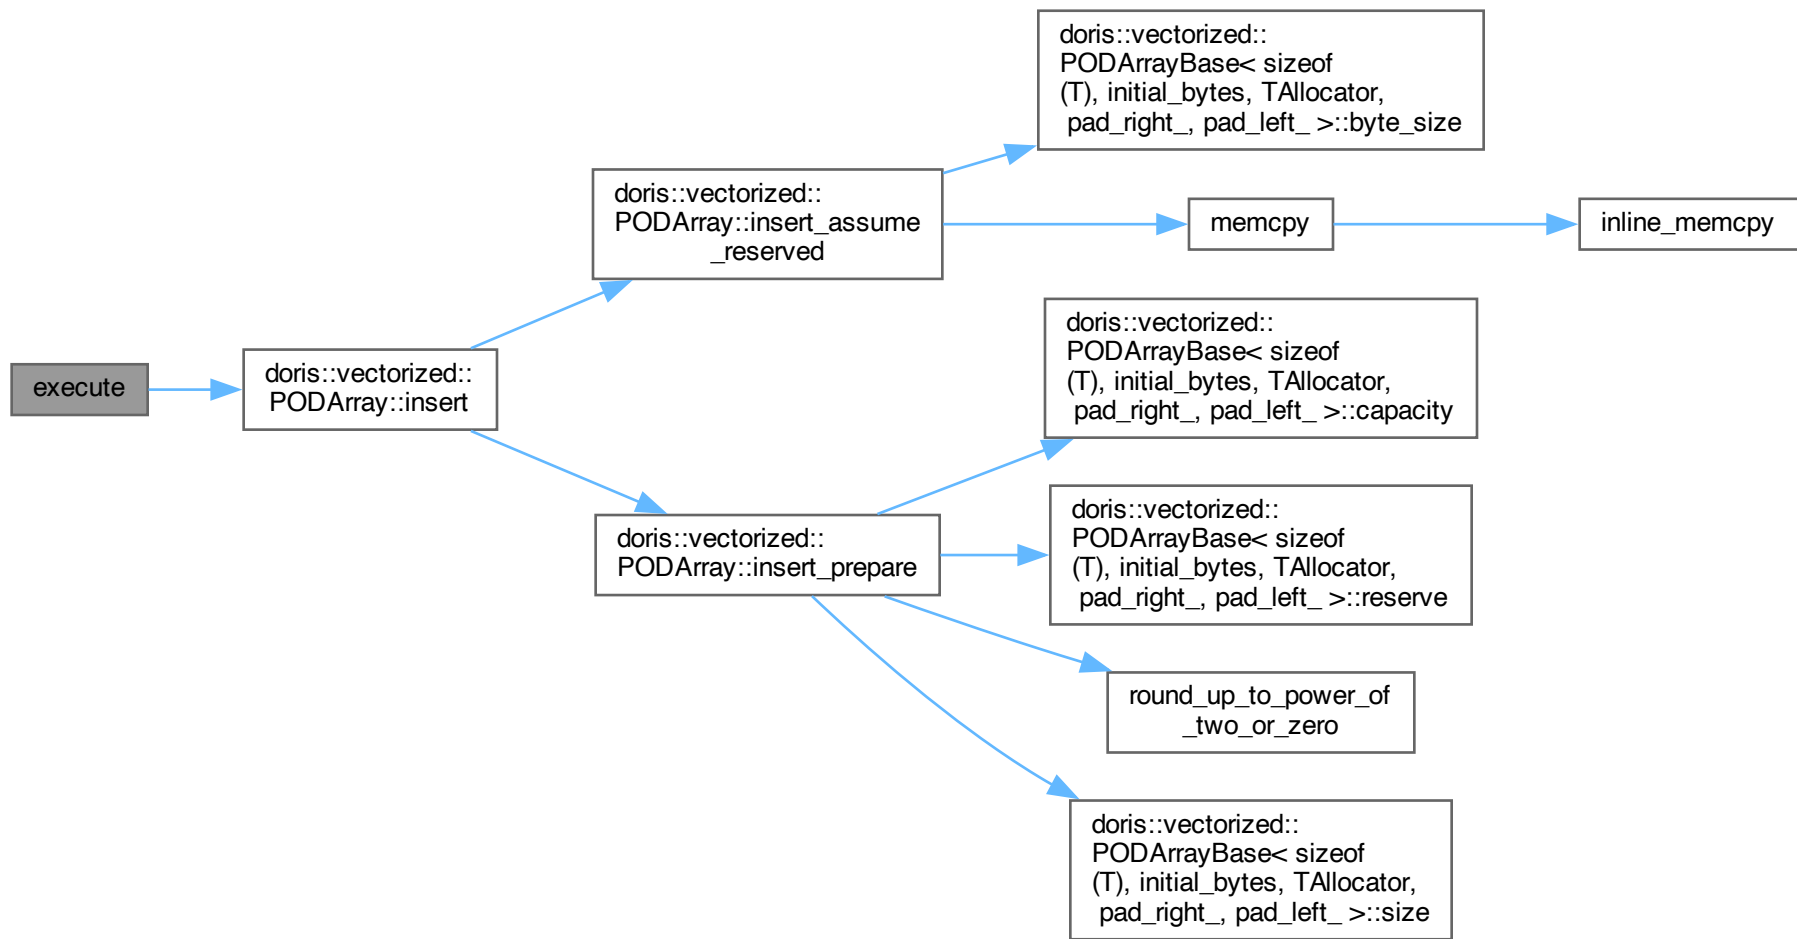 doris::vectorized::
PODArrayBase< sizeof
(T), initial_bytes, TAllocator,
pad_right_, pad_left_ >::byte_size
doris::vectorized::
PODArray::insert_assume
_reserved
memcpy
inline_memcpy
doris::vectorized::
PODArrayBase< sizeof
(T), initial_bytes, TAllocator,
pad_right_, pad_left_ >::capacity
execute
doris::vectorized::
PODArray::insert
doris::vectorized::
PODArrayBase< sizeof
(T), initial_bytes, TAllocator,
pad_right_, pad_left_ >::reserve
doris::vectorized::
PODArray::insert_prepare
round_up_to_power_of
_two_or_zero
doris::vectorized::
PODArrayBase< sizeof
(T), initial_bytes, TAllocator,
pad_right_, pad_left_ >::size